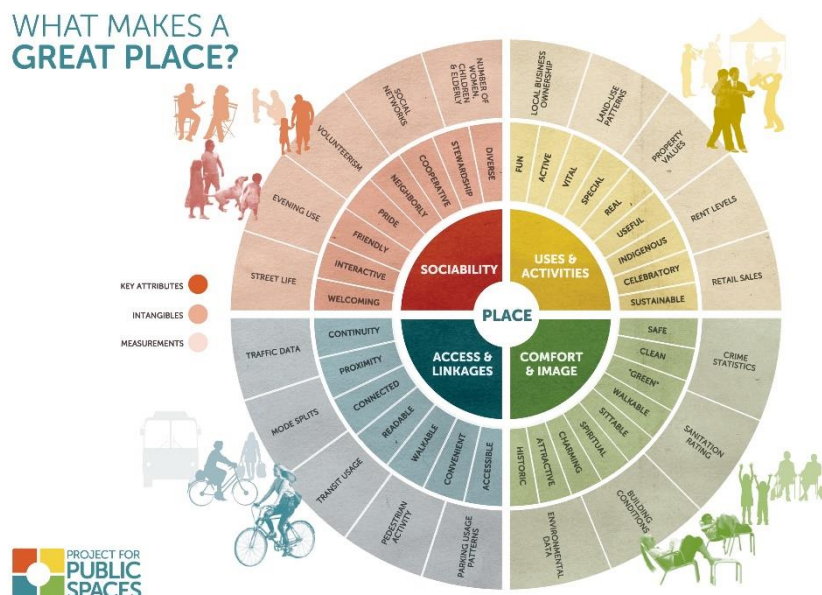 WHAT MAKES A
GREAT PLACE?
KEY ATTRIBUTES
INTANGIBLES
MEASUREMENTS
PLACE
SOCIABILITY
DIVERSE
STEWARDSHIP
COOPERATIVE
NEIGHBORLY
PRIDE
FRIENDLY
INTERACTIVE
WELCOMING
NUMBER OF
WOMEN,
CHILDREN
& ELDERLY
SOCIAL
NETWORKS
VOLUNTEERISM
EVENING USE
STREET LIFE
USES &
ACTIVITIES
FUN
ACTIVE
VITAL
SPECIAL
REAL
USEFUL
INDIGENOUS
CELEBRATORY
SUSTAINABLE
LOCAL BUSINESS
OWNERSHIP
LAND-USE
PATTERNS
PROPERTY
VALUES
RENT LEVELS
RETAIL SALES
ACCESS &
LINKAGES
CONTINUITY
PROXIMITY
CONNECTED
READABLE
WALKABLE
CONVENIENT
ACCESSIBLE
TRAFFIC DATA
MODE SPLITS
TRANSIT USAGE
PEDESTRIAN
ACTIVITY
PARKING USAGE
PATTERNS
COMFORT
& IMAGE
SAFE
CLEAN
"GREEN"
WALKABLE
SITTABLE
SPIRITUAL
CHARMING
ATTRACTIVE
HISTORIC
CRIME
STATISTICS
SANITATION
RATING
BUILDING
CONDITIONS
ENVIRONMENTAL
DATA
PROJECT FOR
PUBLIC
SPACES